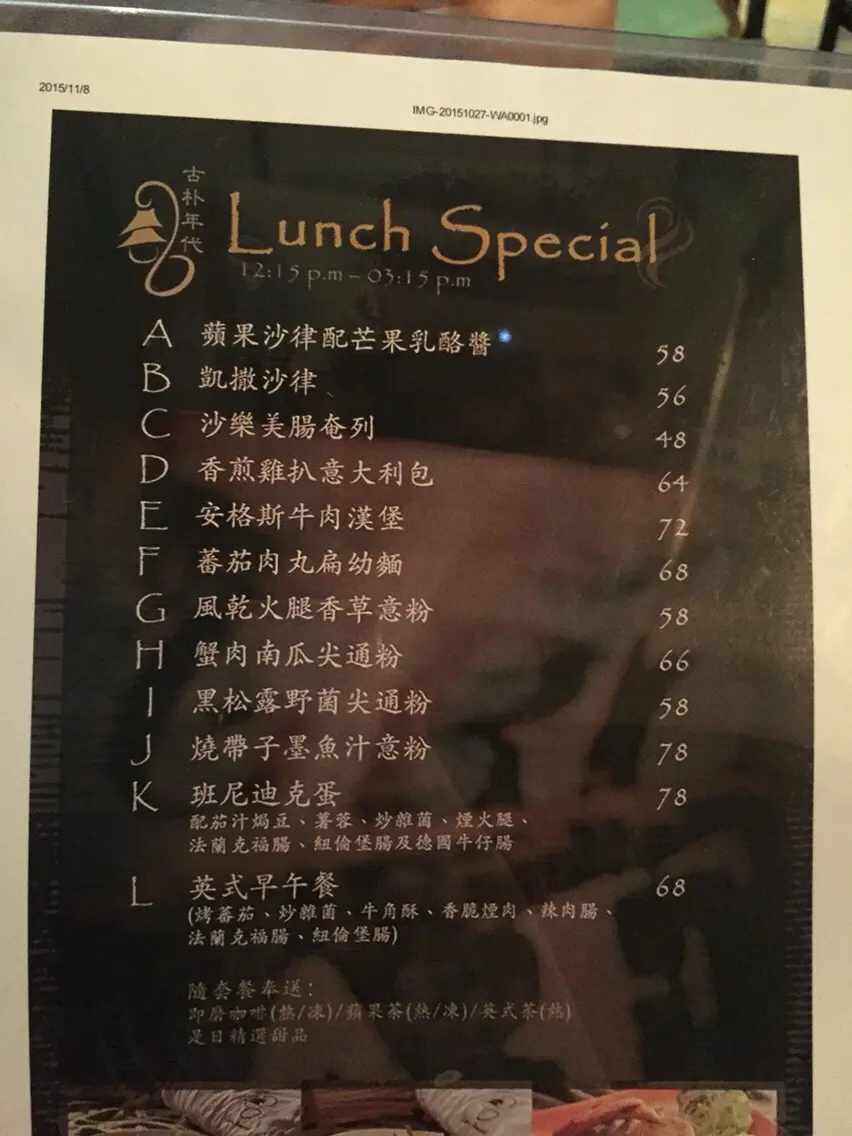 2015/11/8
IMG-20151027-WA0001.jpg
古朴年代
Lunch Special
12:15 p.m – 03:15 p.m
A 蘋果沙律配芒果乳酪醬 58
B 凱撒沙律 56
C 沙樂美腸奄列 48
D 香煎雞扒意大利包 64
E 安格斯牛肉漢堡 72
F 蕃茄肉丸扁幼麵 68
G 風乾火腿香草意粉 58
H 蟹肉南瓜尖通粉 66
I 黑松露野菌尖通粉 58
J 燒帶子墨魚汁意粉 78
K 班尼迪克蛋 78
配茄汁焗豆、薯蓉、炒雜菌、煙火腿、
法蘭克福腸、紐倫堡腸及德國牛仔腸
L 英式早午餐 68
(烤蕃茄、炒雜菌、牛角酥、香脆煙肉、辣肉腸、
法蘭克福腸、紐倫堡腸)
隨套餐奉送:
即磨咖啡(熱/凍)/蘋果茶(熱/凍)/英式茶(熱)
是日精選甜品